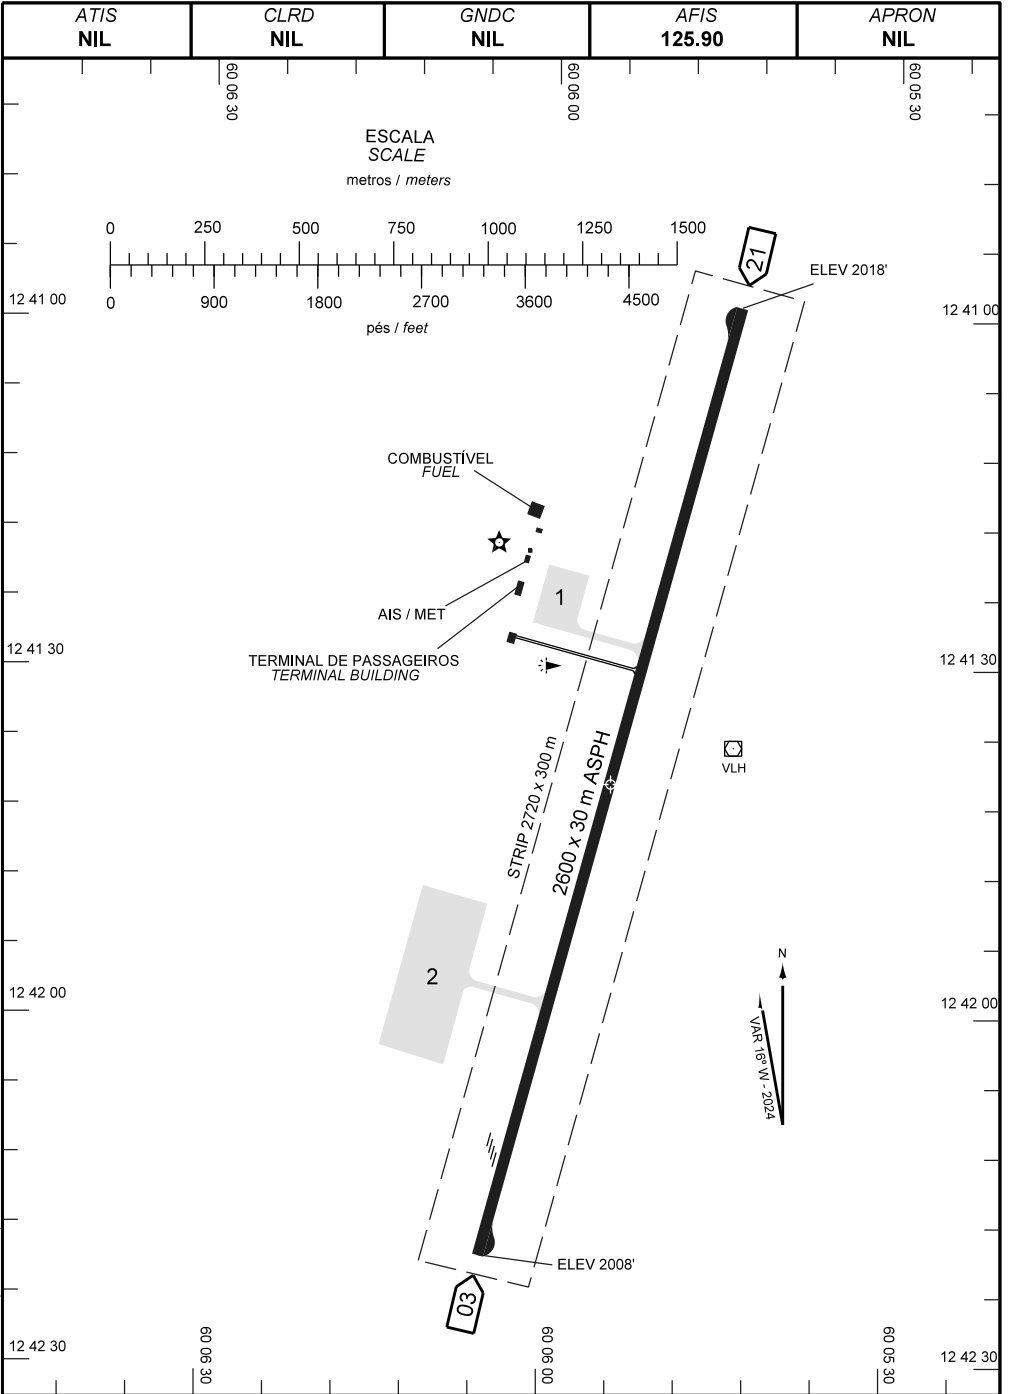 ATIS CLRD GNDC AFIS APRON
NIL NIL NIL 125.90 NIL
60 06 30 60 06 00 60 05 30
ESCALA
SCALE
metros / meters
0 250 500 750 1000 1250 1500
21
ELEV 2018'
0 900 1800 2700 3600 4500
12 41 00 12 41 00
pés / feet
COMBUSTÍVEL
FUEL
1
AIS / MET
12 41 30 12 41 30
TERMINAL DE PASSAGEIROS
TERMINAL BUILDING
VLH
STRIP 2720 x 300 m
2600 x 30 m ASPH
2
N
12 42 00 12 42 00
VAR 16º W - 2024
ELEV 2008'
03
12 42 30 12 42 30
60 06 30 60 06 00 60 05 30